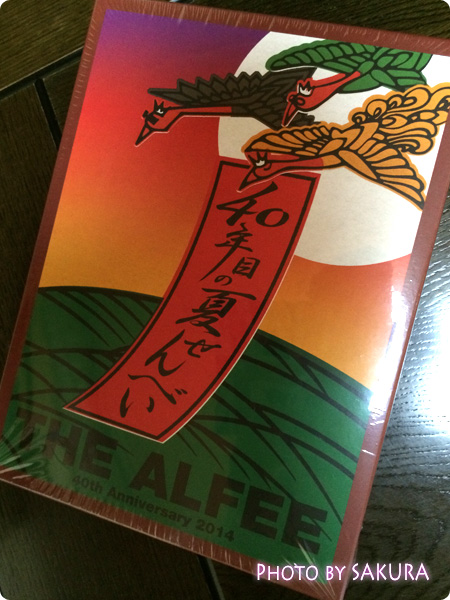 40年目の夏せんべい
THE ALFEE
40th Anniversary 2014
PHOTO BY SAKURA